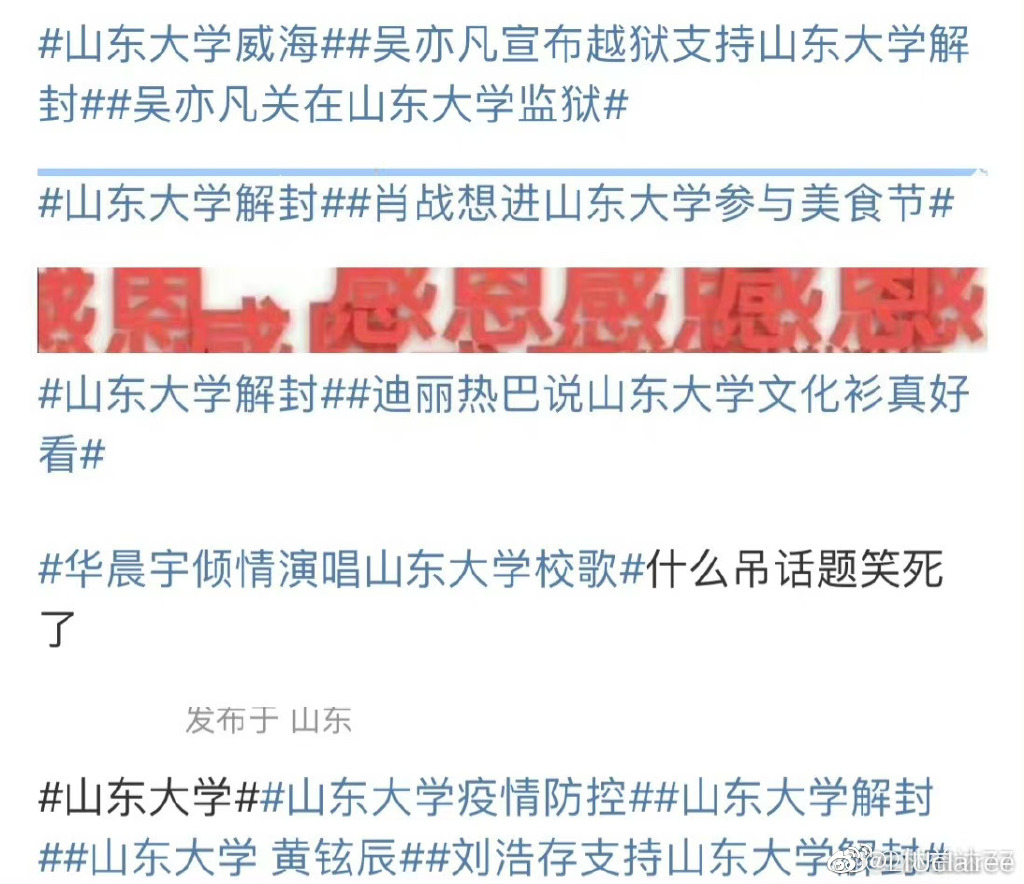 #山东大学威海##吴亦凡宣布越狱支持山东大学解
封##吴亦凡关在山东大学监狱#
#山东大学解封##肖战想进山东大学参与美食节#
感恩 感 感恩感 感恩感
#山东大学解封##迪丽热巴说山东大学文化衫真好
看#
#华晨宇倾情演唱山东大学校歌#什么吊话题笑死
了
发布于 山东
#山东大学##山东大学疫情防控##山东大学解封
##山东大学 黄铉辰##刘浩存支持山东大学解封#